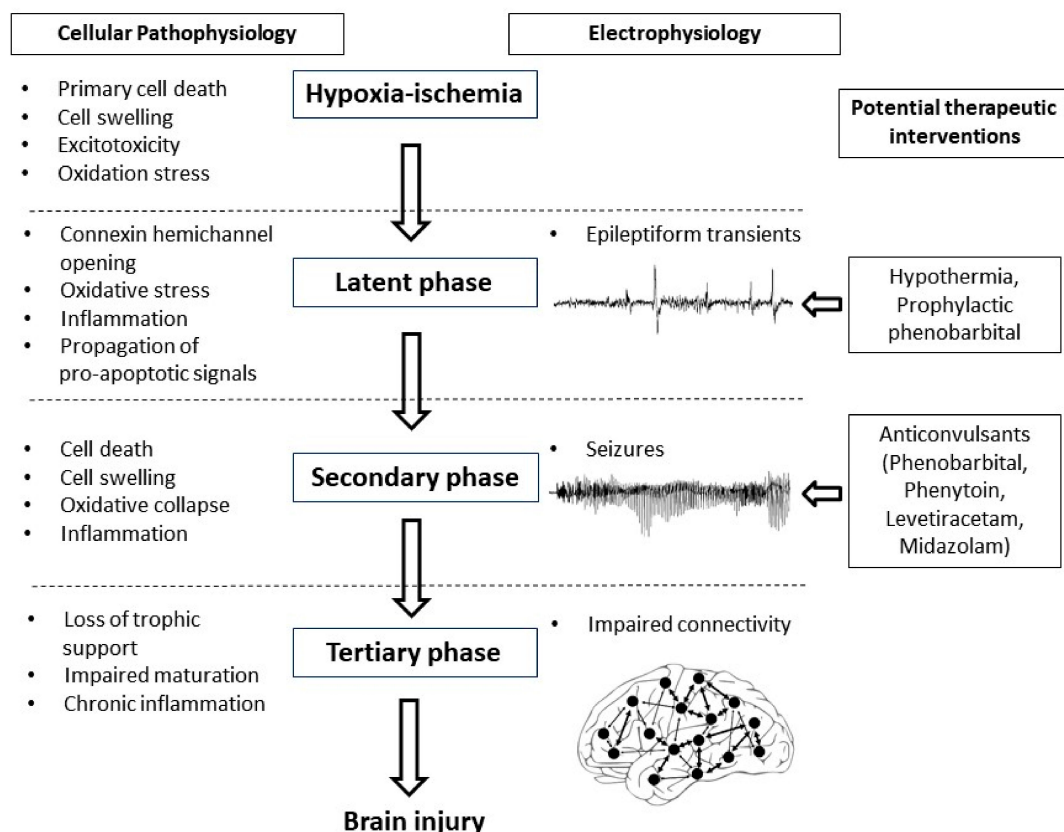 Cellular Pathophysiology
Electrophysiology
Potential therapeutic
interventions
• Primary cell death
• Cell swelling
• Excitotoxicity
• Oxidation stress
Hypoxia-ischemia
• Connexin hemichannel
opening
• Oxidative stress
• Inflammation
• Propagation of
pro-apoptotic signals
Latent phase
• Epileptiform transients
Hypothermia,
Prophylactic
phenobarbital
• Cell death
• Cell swelling
• Oxidative collapse
• Inflammation
Secondary phase
• Seizures
Anticonvulsants
(Phenobarbital,
Phenytoin,
Levetiracetam,
Midazolam)
• Loss of trophic
support
• Impaired maturation
• Chronic inflammation
Tertiary phase
• Impaired connectivity
Brain injury